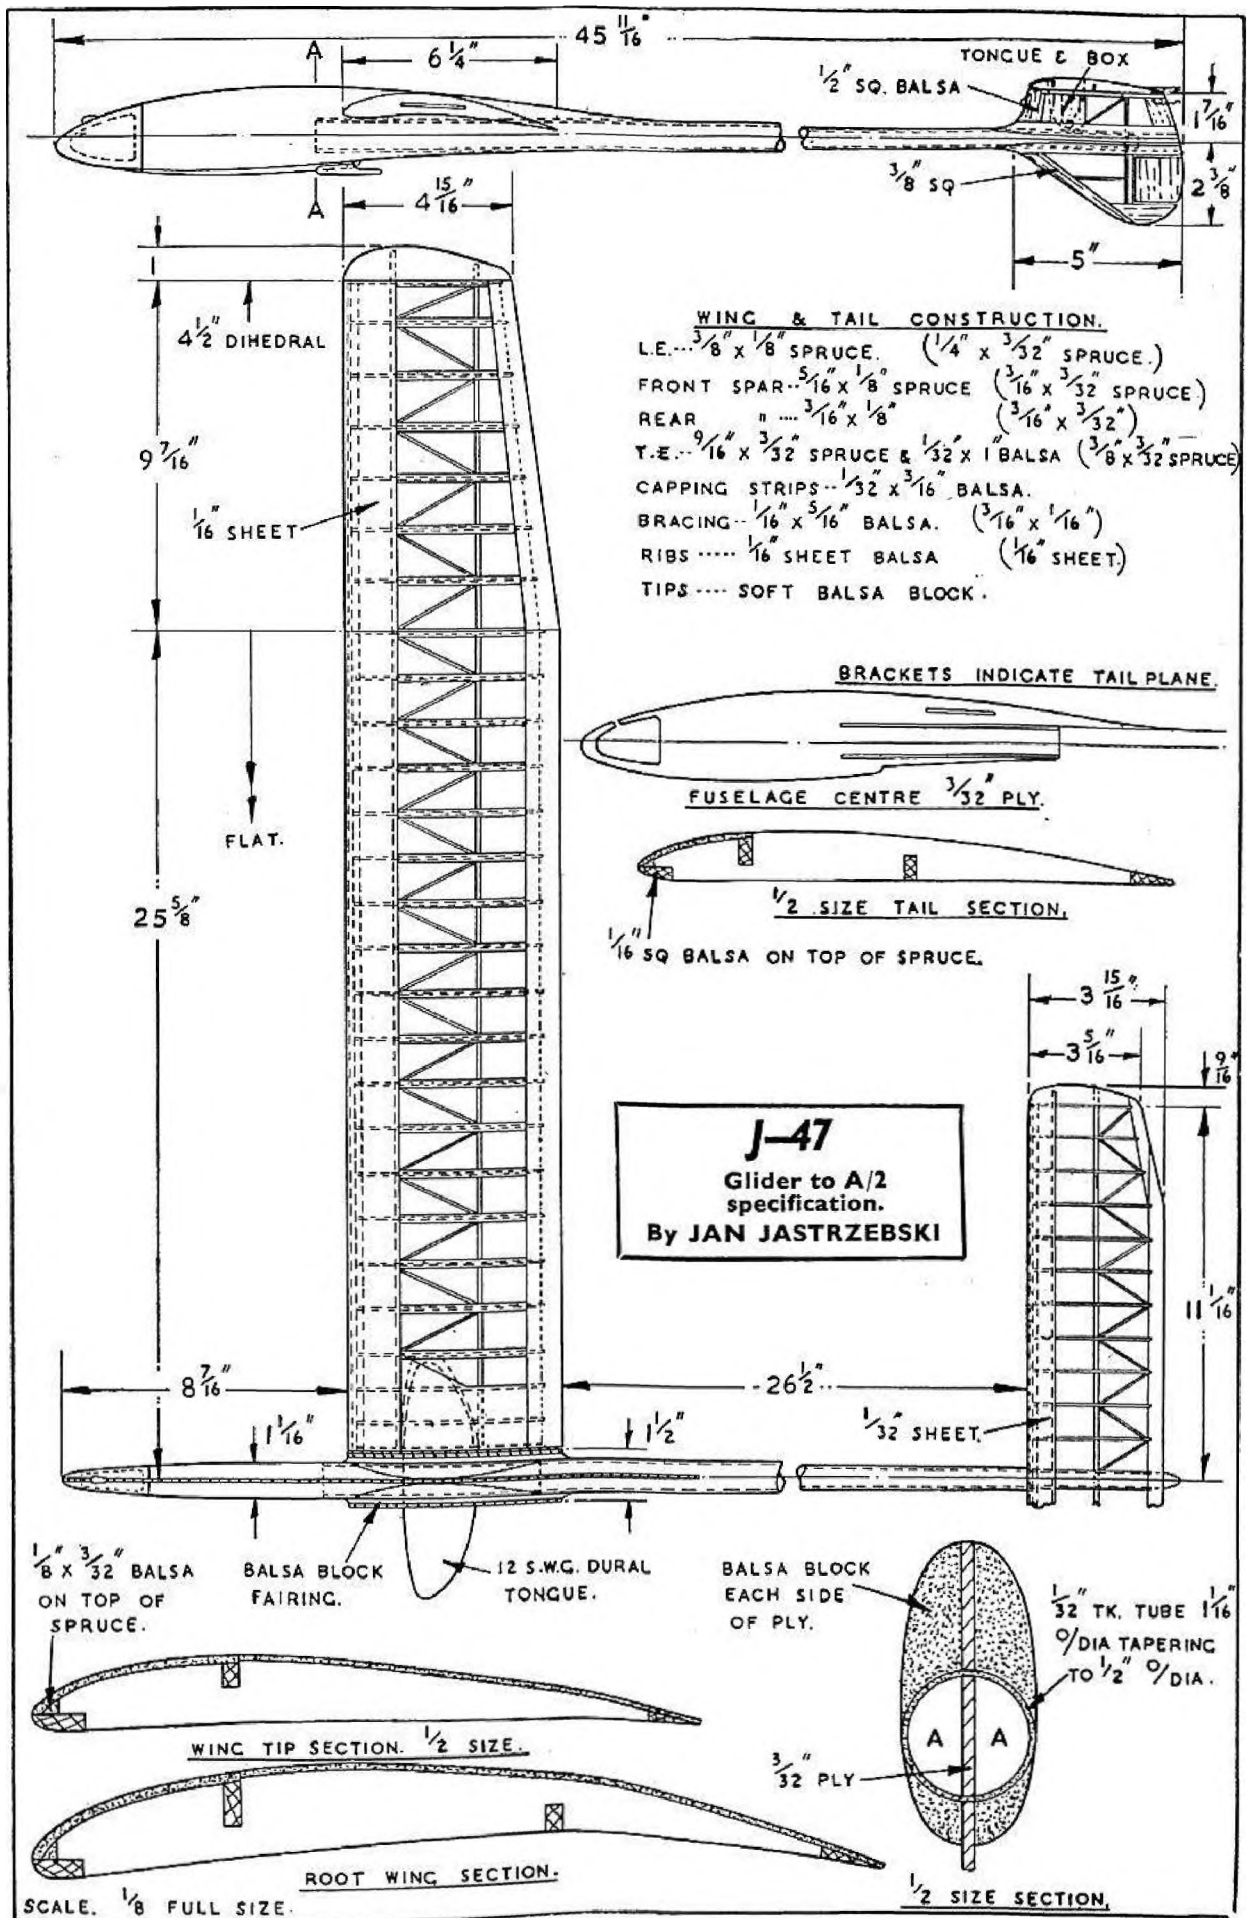 45 11/16"
A
6 1/4"
TONGUE & BOX
1/2" SQ. BALSA
1 7/16"
3/8" SQ
2 3/8"
A
4 15/16"
5"
1
4 1/2" DIHEDRAL
WING & TAIL CONSTRUCTION.
L.E.--- 3/8" x 1/8" SPRUCE. (1/4" x 3/32" SPRUCE.)
FRONT SPAR-- 5/16" x 1/8" SPRUCE (3/16" x 3/32" SPRUCE)
REAR " ---- 3/16" x 1/8" (3/16" x 3/32")
T.E.-- 9/16" x 3/32" SPRUCE & 1/32" x 1" BALSA (3/8" x 3/32" SPRUCE)
CAPPING STRIPS-- 1/32" x 3/16" BALSA.
BRACING-- 1/16" x 5/16" BALSA. (3/16" x 1/16")
RIBS ----- 1/16" SHEET BALSA (1/16" SHEET.)
TIPS ---- SOFT BALSA BLOCK.
9 7/16"
1/16" SHEET
BRACKETS INDICATE TAIL PLANE.
FLAT.
FUSELAGE CENTRE 3/32" PLY.
25 5/8"
1/2 SIZE TAIL SECTION.
1/16" SQ BALSA ON TOP OF SPRUCE.
3 15/16"
3 5/16"
9/16"
J-47
Glider to A/2
specification.
By JAN JASTRZEBSKI
11 1/16"
8 7/16"
26 1/2"
1 1/16"
1 1/2"
1/32" SHEET.
1/8" x 3/32" BALSA
ON TOP OF
SPRUCE.
BALSA BLOCK
FAIRING.
12 S.W.G. DURAL
TONGUE.
BALSA BLOCK
EACH SIDE
OF PLY.
1/32" TK. TUBE 1 1/16"
O/DIA TAPERING
TO 1/2" O/DIA.
WING TIP SECTION. 1/2 SIZE.
A A
3/32" PLY
ROOT WING SECTION.
SCALE. 1/8 FULL SIZE.
1/2 SIZE SECTION.